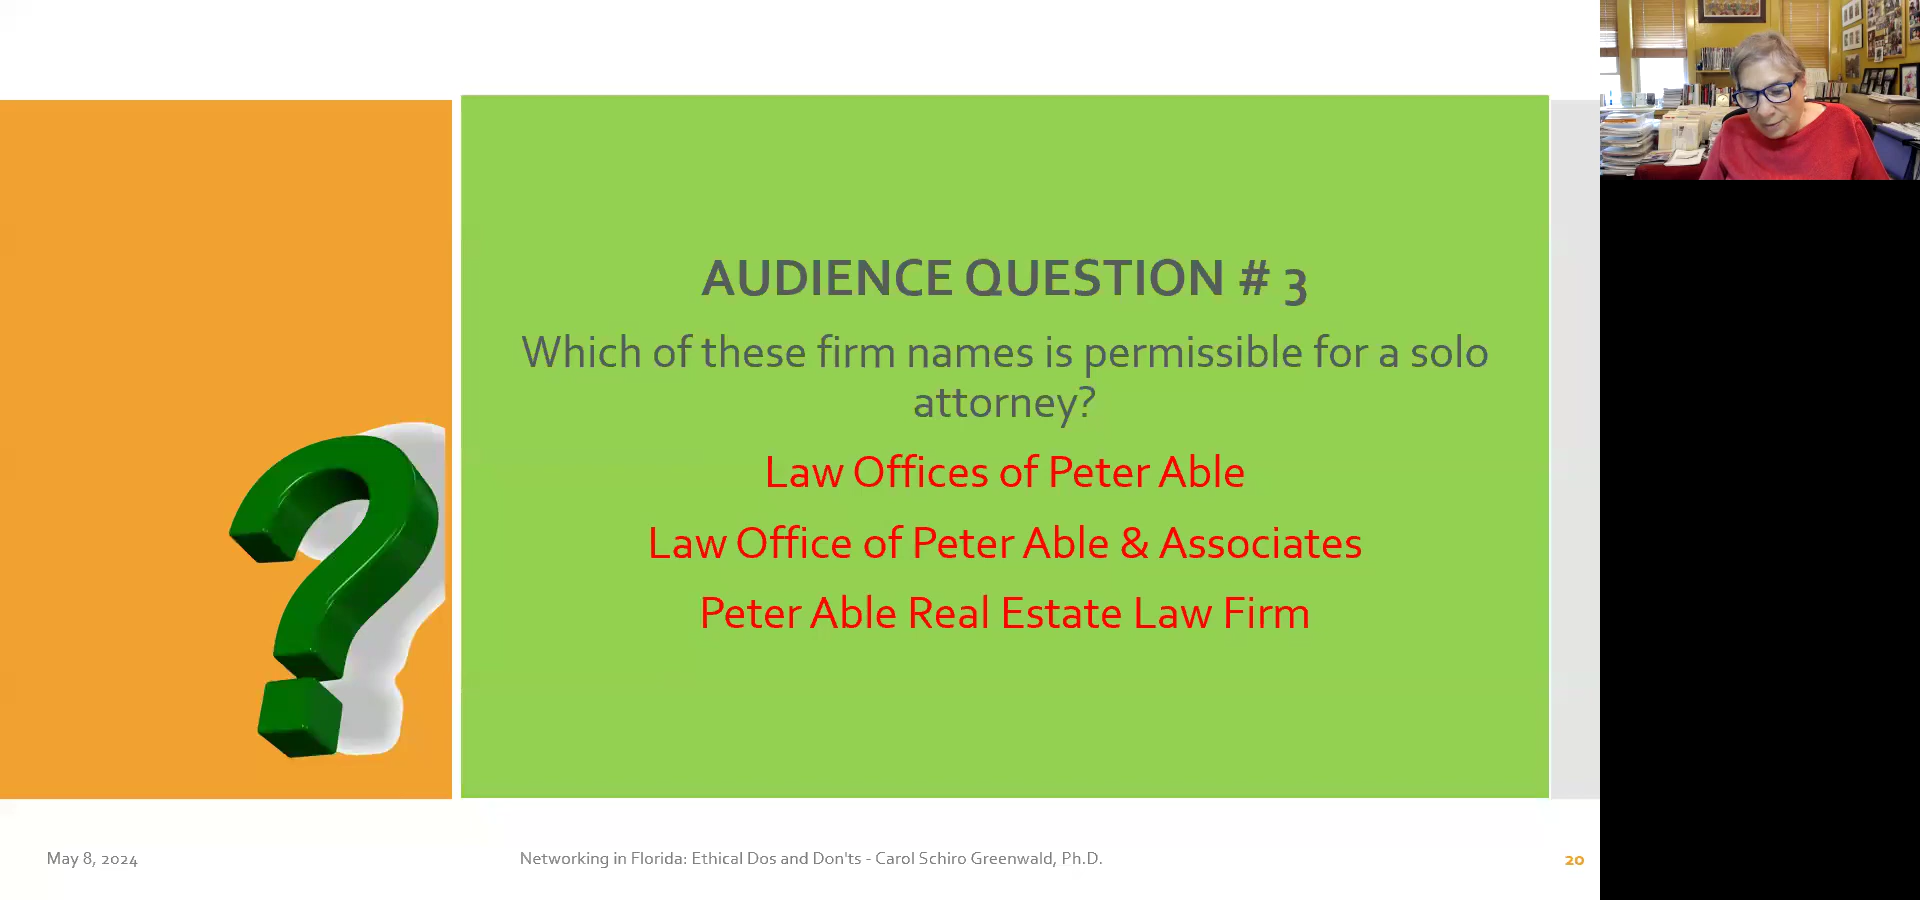 AUDIENCE QUESTION # 3
Which of these firm names is permissible for a solo
attorney?
Law Offices of Peter Able
Law Office of Peter Able & Associates
Peter Able Real Estate Law Firm
May 8, 2024
Networking in Florida: Ethical Dos and Don'ts - Carol Schiro Greenwald, Ph.D.
20